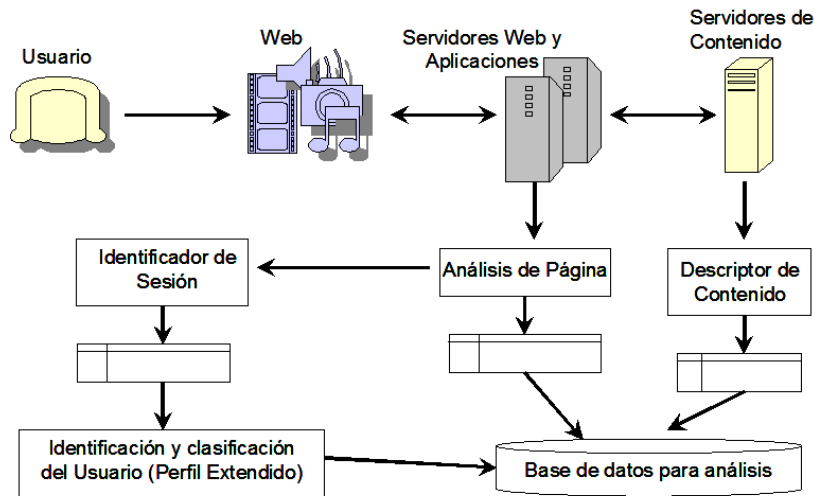 Usuario
Web
Servidores Web y
Aplicaciones
Servidores de
Contenido
Identificador de
Sesión
Análisis de Página
Descriptor de
Contenido
Identificación y clasificación
del Usuario (Perfil Extendido)
Base de datos para análisis